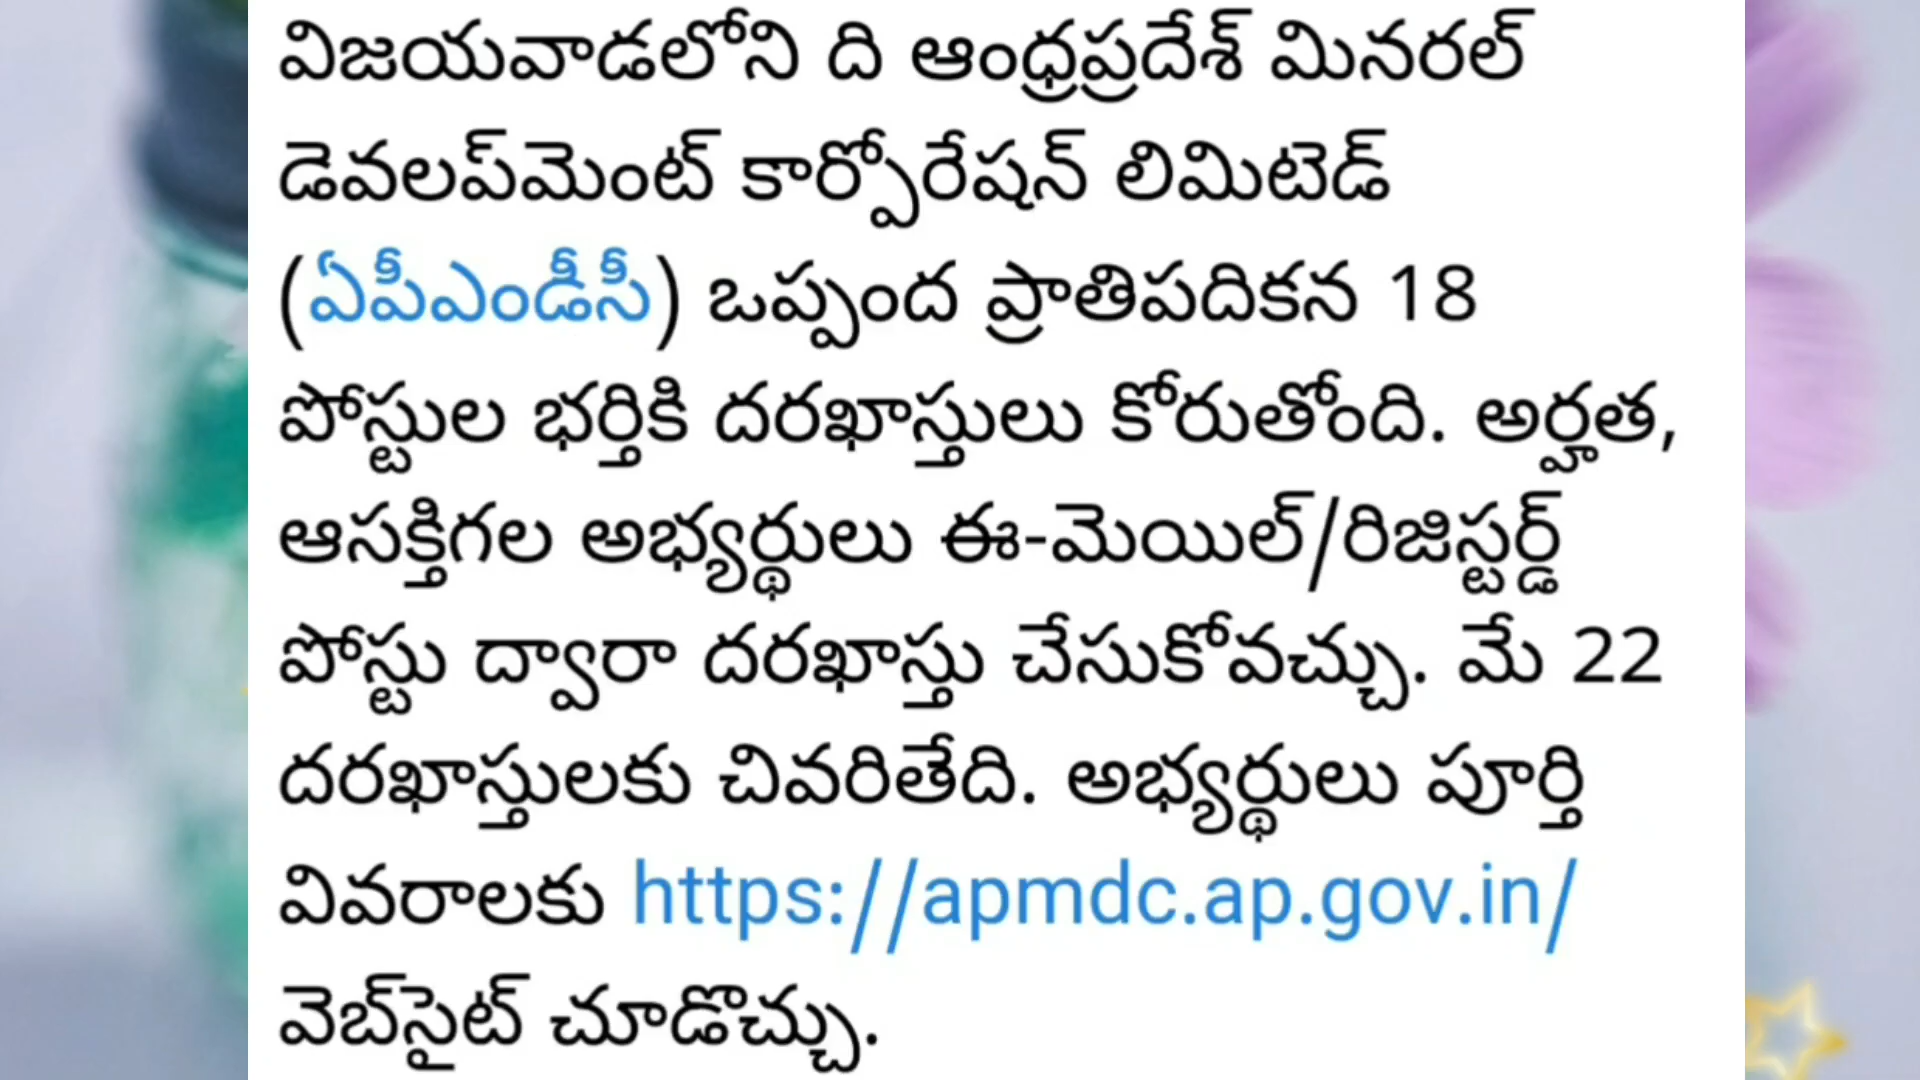 విజయవాడలోని ది ఆంధ్రప్రదేశ్ మినరల్
డెవలప్‌మెంట్ కార్పోరేషన్ లిమిటెడ్
(ఏపీఎండీసీ) ఒప్పంద ప్రాతిపదికన 18
పోస్టుల భర్తికి దరఖాస్తులు కోరుతోంది. అర్హత,
ఆసక్తిగల అభ్యర్థులు ఈ-మెయిల్/రిజిస్టర్డ్
పోస్టు ద్వారా దరఖాస్తు చేసుకోవచ్చు. మే 22
దరఖాస్తులకు చివరితేది. అభ్యర్థులు పూర్తి
వివరాలకు https://apmdc.ap.gov.in/
వెబ్‌సైట్ చూడొచ్చు.